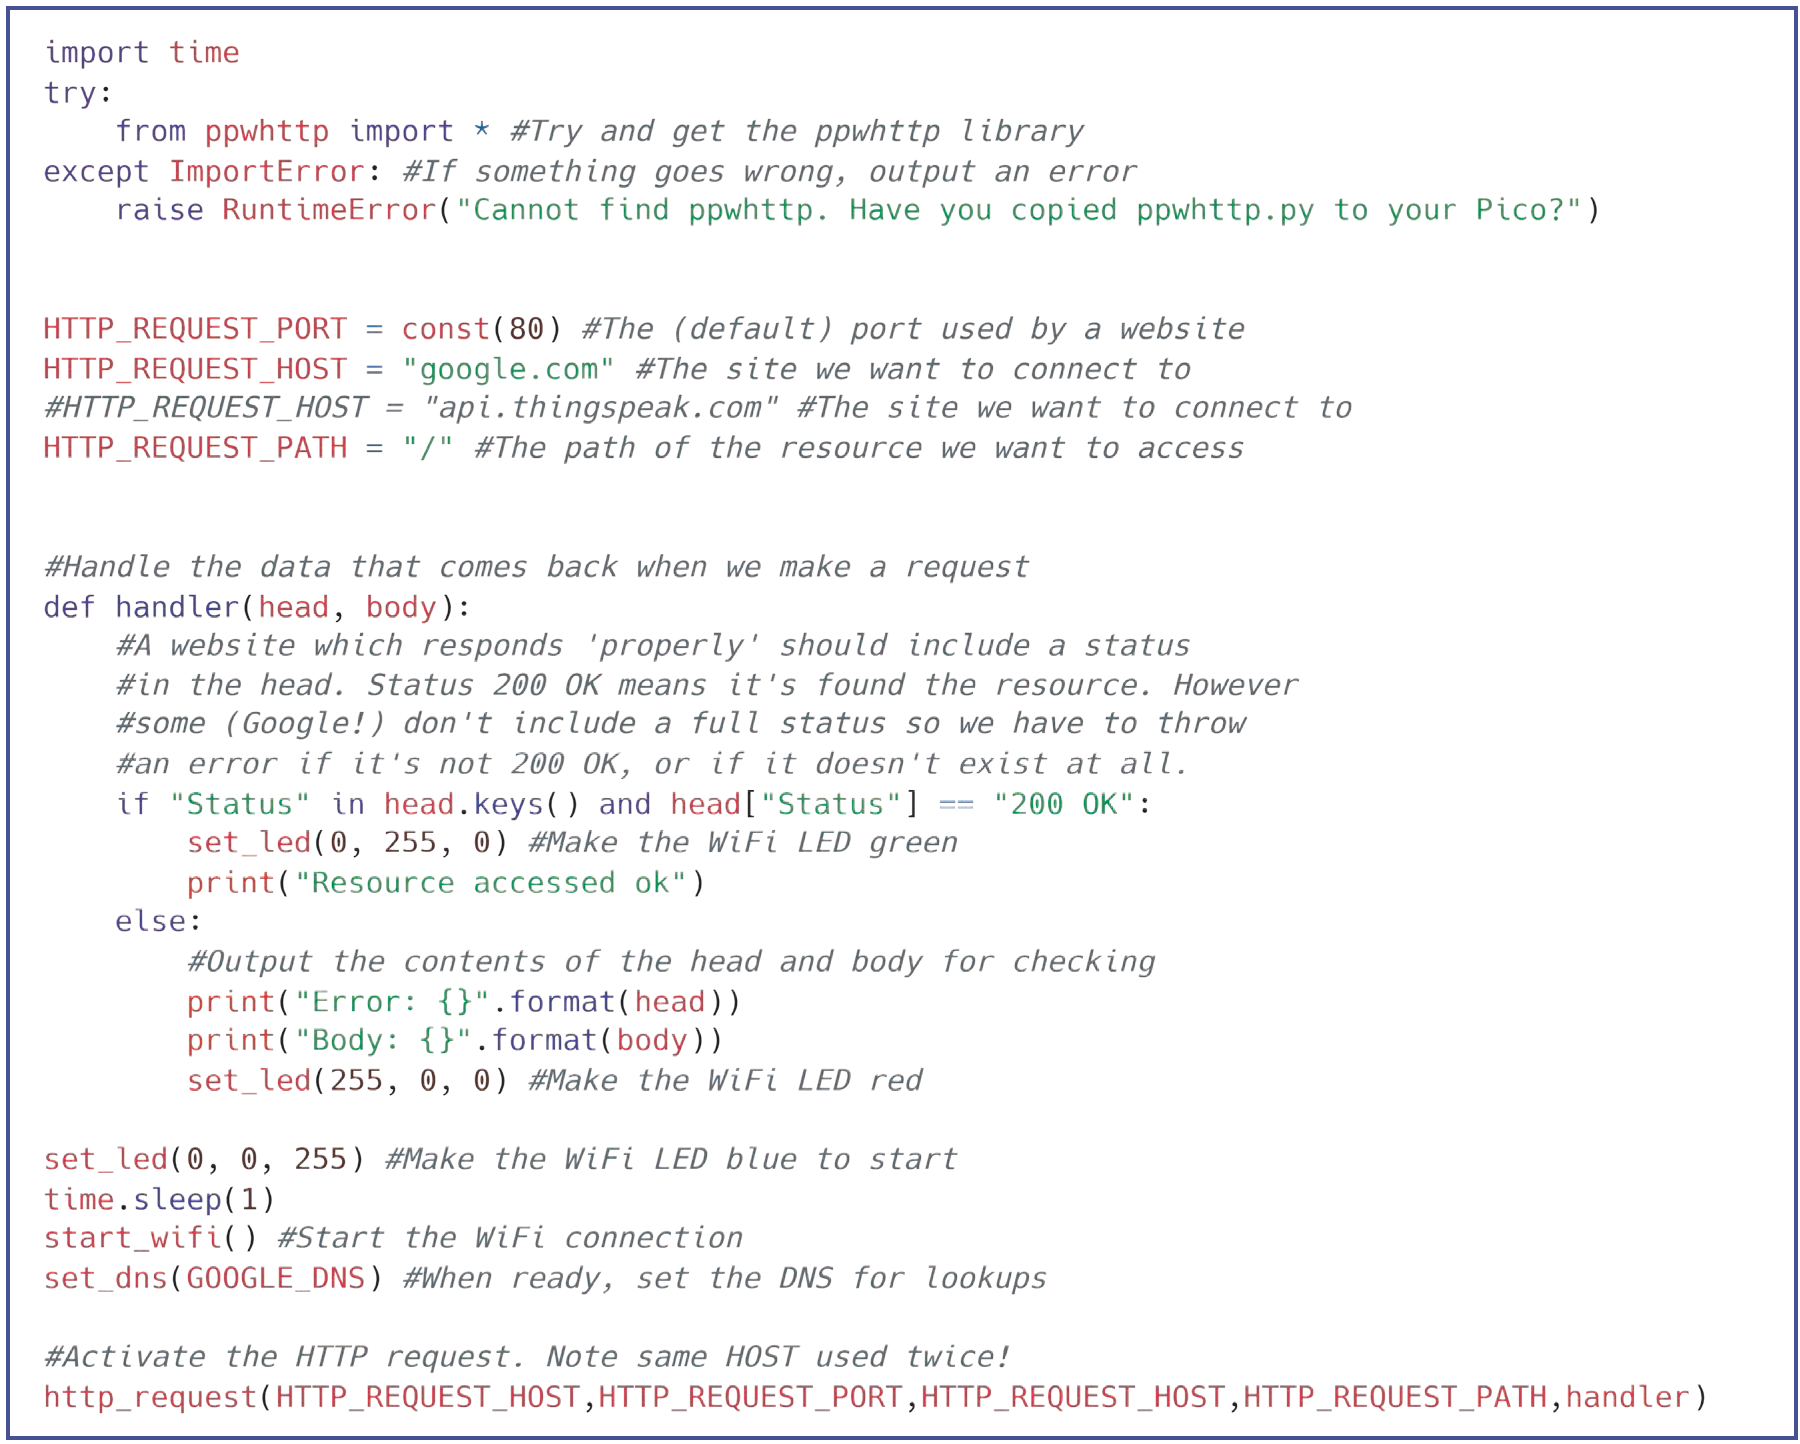 import time
try:
    from ppwhttp import * #Try and get the ppwhttp library
except ImportError: #If something goes wrong, output an error
    raise RuntimeError("Cannot find ppwhttp. Have you copied ppwhttp.py to your Pico?")
HTTP_REQUEST_PORT = const(80) #The (default) port used by a website
HTTP_REQUEST_HOST = "google.com" #The site we want to connect to
#HTTP_REQUEST_HOST = "api.thingspeak.com" #The site we want to connect to
HTTP_REQUEST_PATH = "/" #The path of the resource we want to access
#Handle the data that comes back when we make a request
def handler(head, body):
    #A website which responds 'properly' should include a status
    #in the head. Status 200 OK means it's found the resource. However
    #some (Google!) don't include a full status so we have to throw
    #an error if it's not 200 OK, or if it doesn't exist at all.
    if "Status" in head.keys() and head["Status"] == "200 OK":
        set_led(0, 255, 0) #Make the WiFi LED green
        print("Resource accessed ok")
    else:
        #Output the contents of the head and body for checking
        print("Error: {}".format(head))
        print("Body: {}".format(body))
        set_led(255, 0, 0) #Make the WiFi LED red
set_led(0, 0, 255) #Make the WiFi LED blue to start
time.sleep(1)
start_wifi() #Start the WiFi connection
set_dns(GOOGLE_DNS) #When ready, set the DNS for lookups
#Activate the HTTP request. Note same HOST used twice!
http_request(HTTP_REQUEST_HOST,HTTP_REQUEST_PORT,HTTP_REQUEST_HOST,HTTP_REQUEST_PATH,handler)